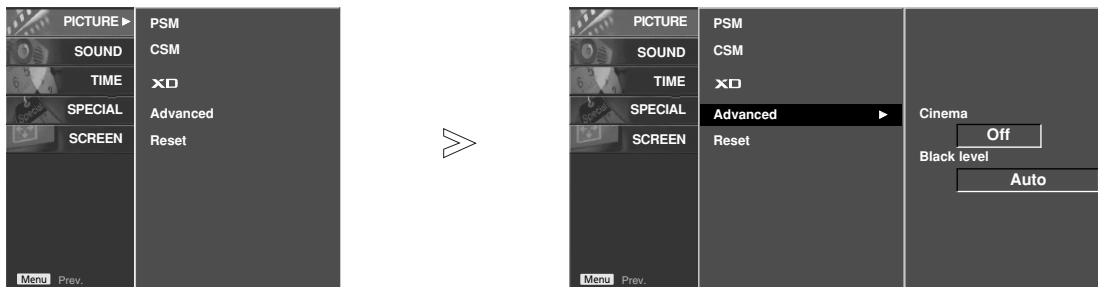 PICTURE ►
SOUND
TIME
SPECIAL
SCREEN
PSM
CSM
XD
Advanced
Reset
Menu Prev.
>
PICTURE
SOUND
TIME
SPECIAL
SCREEN
PSM
CSM
XD
Advanced ►
Reset
Cinema
Off
Black level
Auto
Menu Prev.